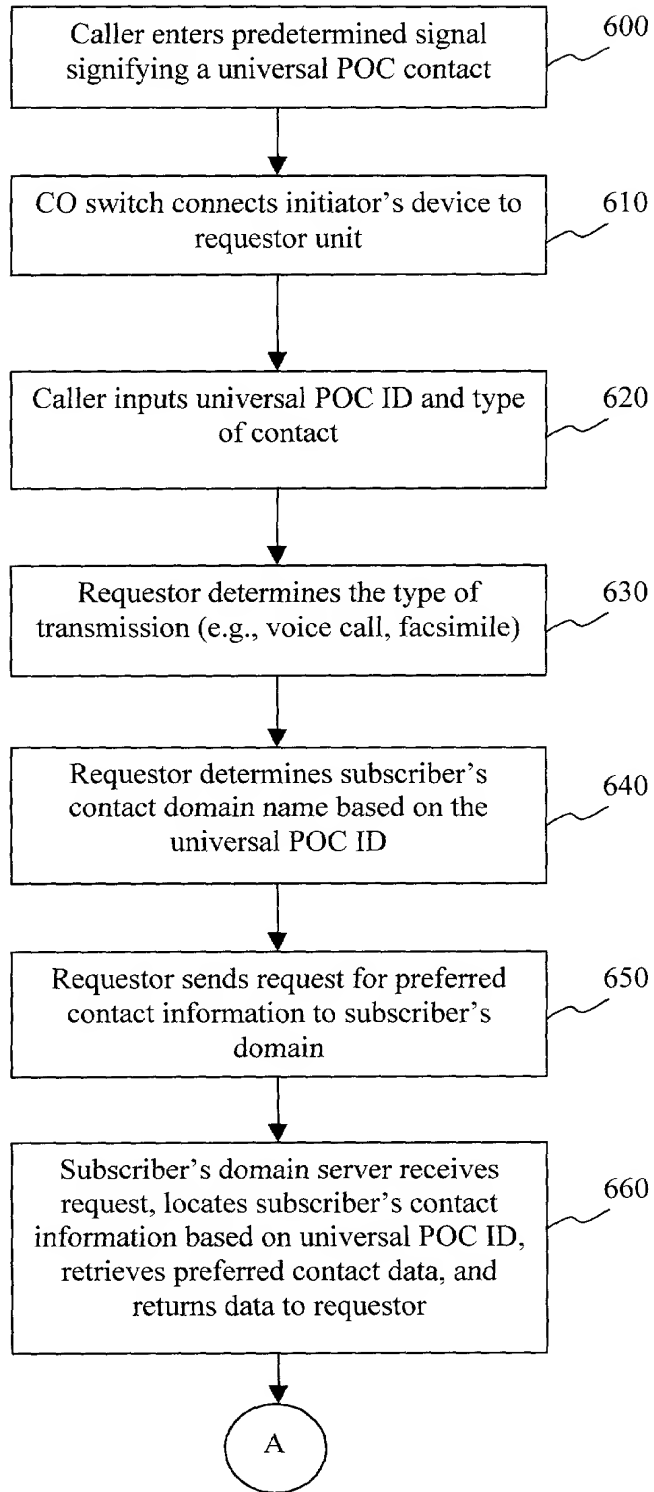 Caller enters predetermined signal
signifying a universal POC contact
600
CO switch connects initiator's device to
requestor unit
610
Caller inputs universal POC ID and type
of contact
620
Requestor determines the type of
transmission (e.g., voice call, facsimile)
630
Requestor determines subscriber's
contact domain name based on the
universal POC ID
640
Requestor sends request for preferred
contact information to subscriber's
domain
650
Subscriber's domain server receives
request, locates subscriber's contact
information based on universal POC ID,
retrieves preferred contact data, and
returns data to requestor
660
A